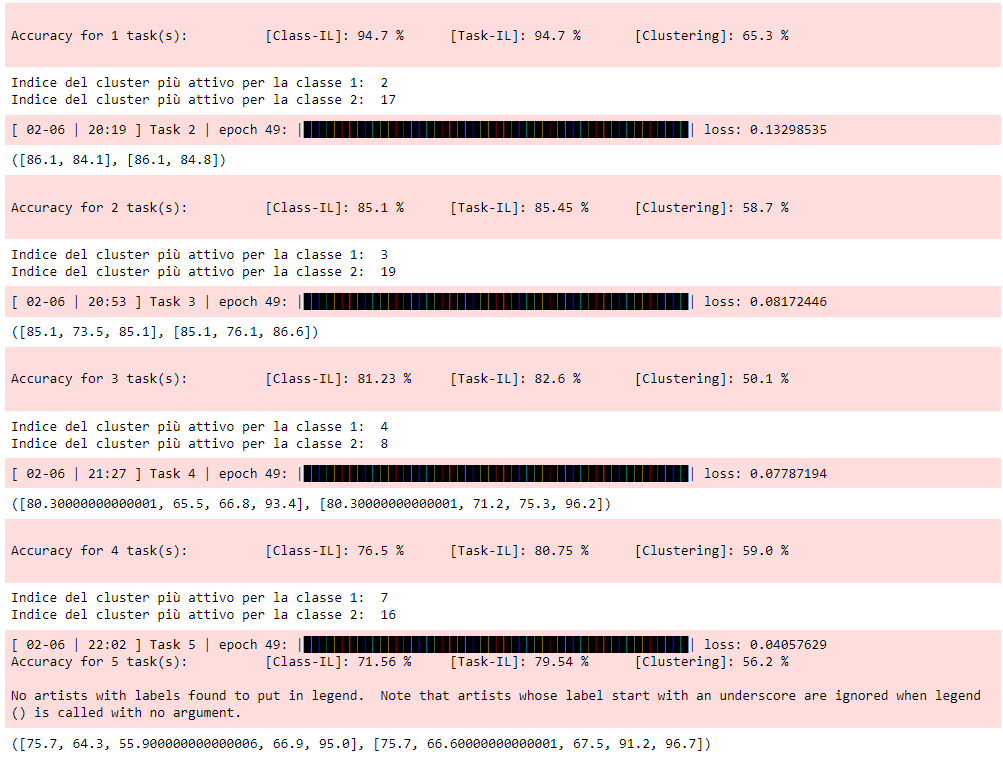 Accuracy for 1 task(s): [Class-IL]: 94.7 % [Task-IL]: 94.7 % [Clustering]: 65.3 %
Indice del cluster più attivo per la classe 1: 2
Indice del cluster più attivo per la classe 2: 17
[ 02-06 | 20:19 ] Task 2 | epoch 49: | | loss: 0.13298535
([86.1, 84.1], [86.1, 84.8])
Accuracy for 2 task(s): [Class-IL]: 85.1 % [Task-IL]: 85.45 % [Clustering]: 58.7 %
Indice del cluster più attivo per la classe 1: 3
Indice del cluster più attivo per la classe 2: 19
[ 02-06 | 20:53 ] Task 3 | epoch 49: | | loss: 0.08172446
([85.1, 73.5, 85.1], [85.1, 76.1, 86.6])
Accuracy for 3 task(s): [Class-IL]: 81.23 % [Task-IL]: 82.6 % [Clustering]: 50.1 %
Indice del cluster più attivo per la classe 1: 4
Indice del cluster più attivo per la classe 2: 8
[ 02-06 | 21:27 ] Task 4 | epoch 49: | | loss: 0.07787194
([80.30000000000001, 65.5, 66.8, 93.4], [80.30000000000001, 71.2, 75.3, 96.2])
Accuracy for 4 task(s): [Class-IL]: 76.5 % [Task-IL]: 80.75 % [Clustering]: 59.0 %
Indice del cluster più attivo per la classe 1: 7
Indice del cluster più attivo per la classe 2: 16
[ 02-06 | 22:02 ] Task 5 | epoch 49: | | loss: 0.04057629
Accuracy for 5 task(s): [Class-IL]: 71.56 % [Task-IL]: 79.54 % [Clustering]: 56.2 %
No artists with labels found to put in legend.  Note that artists whose label start with an underscore are ignored when legend
() is called with no argument.
([75.7, 64.3, 55.900000000000006, 66.9, 95.0], [75.7, 66.60000000000001, 67.5, 91.2, 96.7])